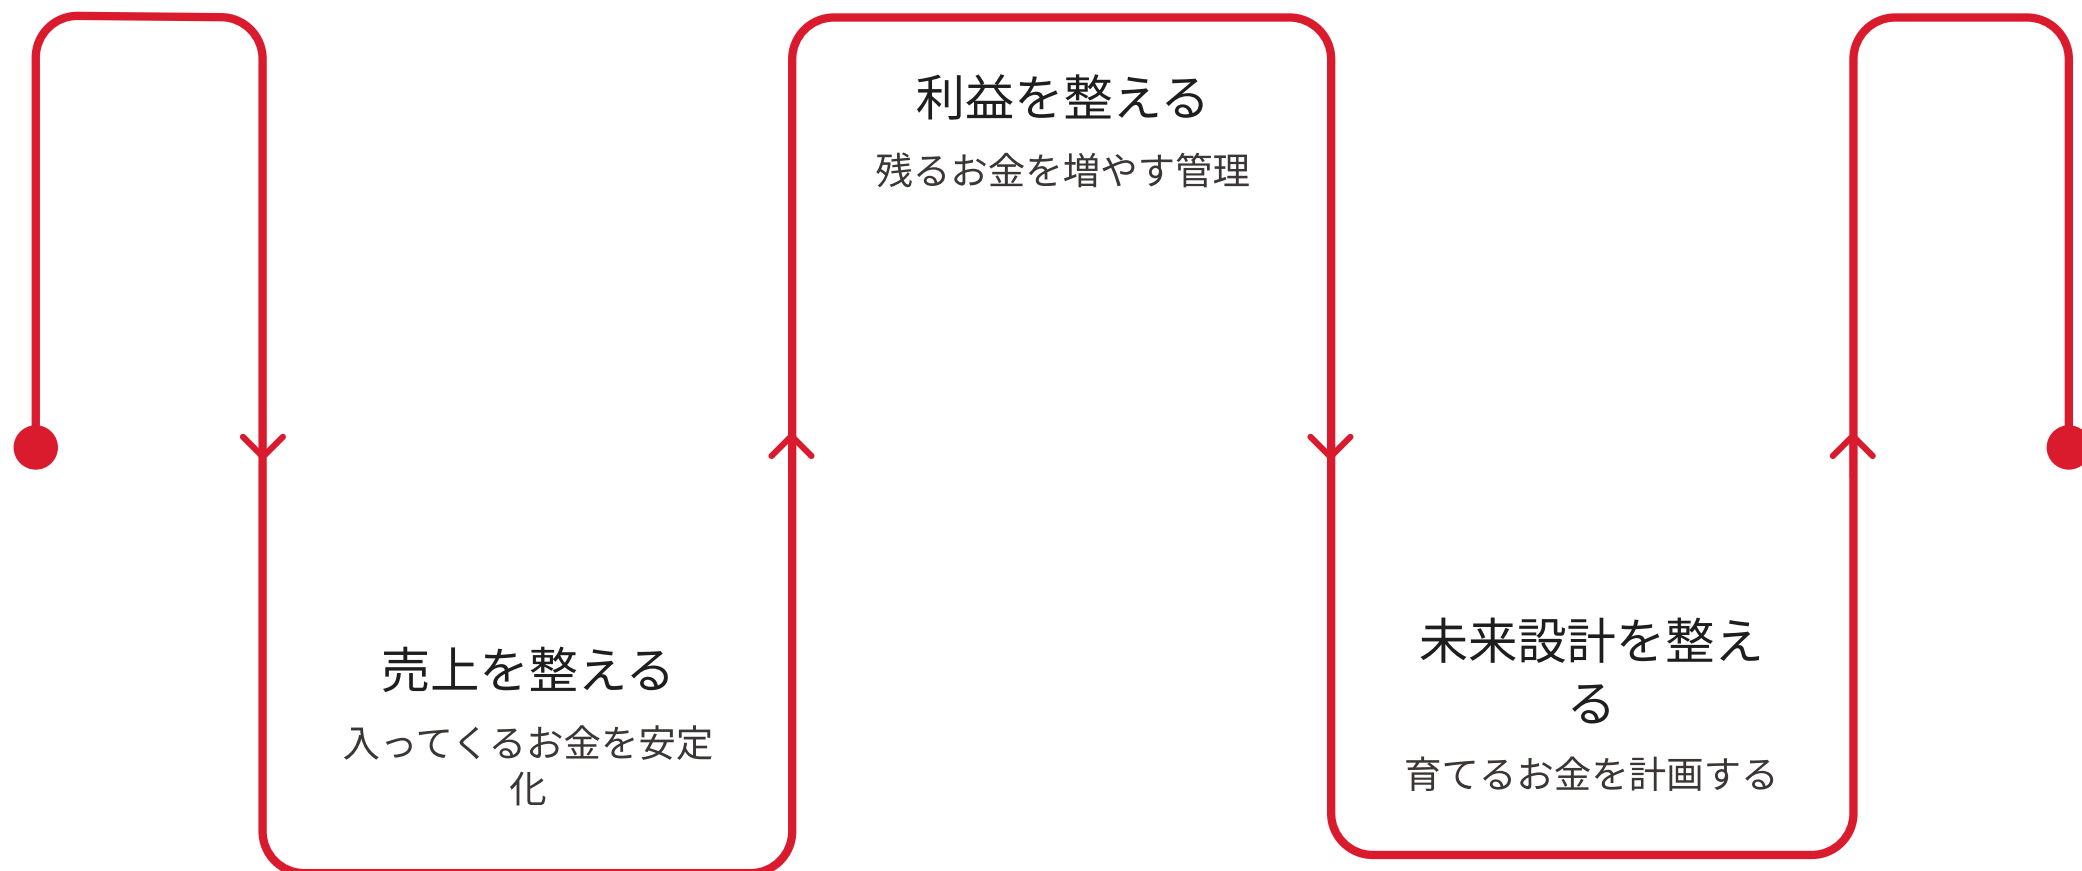 売上を整える
入ってくるお金を安定
化
利益を整える
残るお金を増やす管理
未来設計を整え
る
育てるお金を計画する